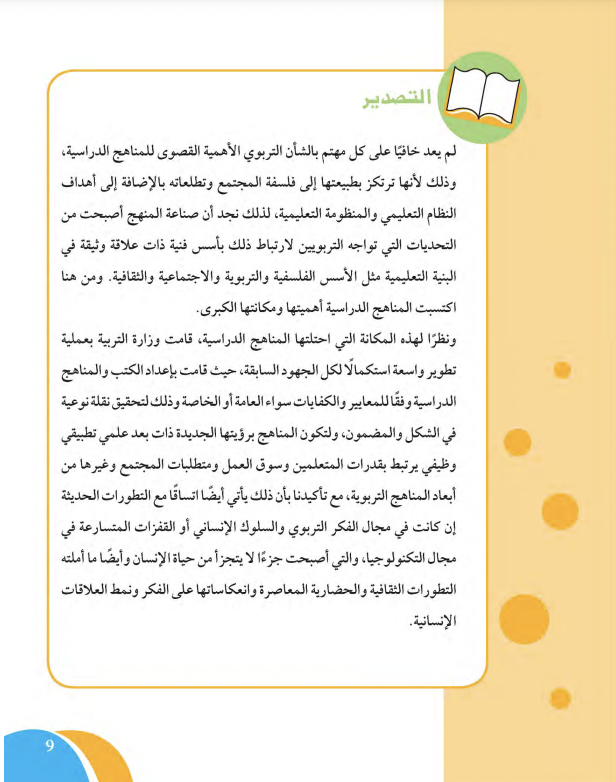 التصدير
لم يعد خافيًا على كل مهتم بالشأن التربوي الأهمية القصوى للمناهج الدراسية،
وذلك لأنها ترتكز بطبيعتها إلى فلسفة المجتمع وتطلعاته بالإضافة إلى أهداف
النظام التعليمي والمنظومة التعليمية، لذلك نجد أن صناعة المنهج أصبحت من
التحديات التي تواجه التربويين لارتباط ذلك بأسس فنية ذات علاقة وثيقة في
البنية التعليمية مثل الأسس الفلسفية والتربوية والاجتماعية والثقافية. ومن هنا
اكتسبت المناهج الدراسية أهميتها ومكانتها الكبرى.
ونظرًا لهذه المكانة التي احتلتها المناهج الدراسية، قامت وزارة التربية بعملية
تطوير واسعة استكمالًا لكل الجهود السابقة، حيث قامت بإعداد الكتب والمناهج
الدراسية وفقًا للمعايير والكفايات سواء العامة أو الخاصة وذلك لتحقيق نقلة نوعية
في الشكل والمضمون، ولتكون المناهج برؤيتها الجديدة ذات بعد علمي تطبيقي
وظيفي يرتبط بقدرات المتعلمين وسوق العمل ومتطلبات المجتمع وغيرها من
أبعاد المناهج التربوية، مع تأكيدنا بأن ذلك يأتي أيضًا اتساقًا مع التطورات الحديثة
إن كانت في مجال الفكر التربوي والسلوك الإنساني أو القفزات المتسارعة في
مجال التكنولوجيا، والتي أصبحت جزءًا لا يتجزأ من حياة الإنسان وأيضًا ما أملته
التطورات الثقافية والحضارية المعاصرة وانعكاساتها على الفكر ونمط العلاقات
الإنسانية.
9